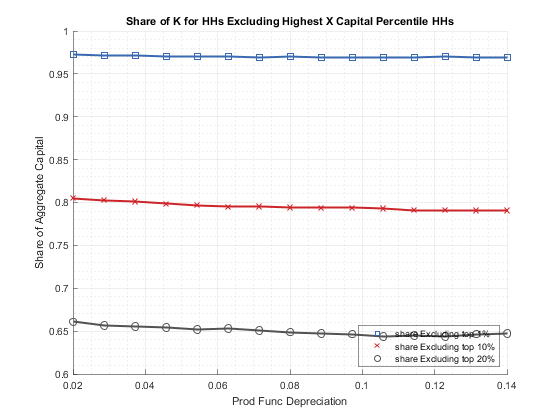 Share of K for HHs Excluding Highest X Capital Percentile HHs
1
0.95
0.9
0.85
0.8
0.75
0.7
0.65
0.6
Share of Aggregate Capital
share Excluding top 1%
share Excluding top 10%
share Excluding top 20%
0.02 0.04 0.06 0.08 0.1 0.12 0.14
Prod Func Depreciation